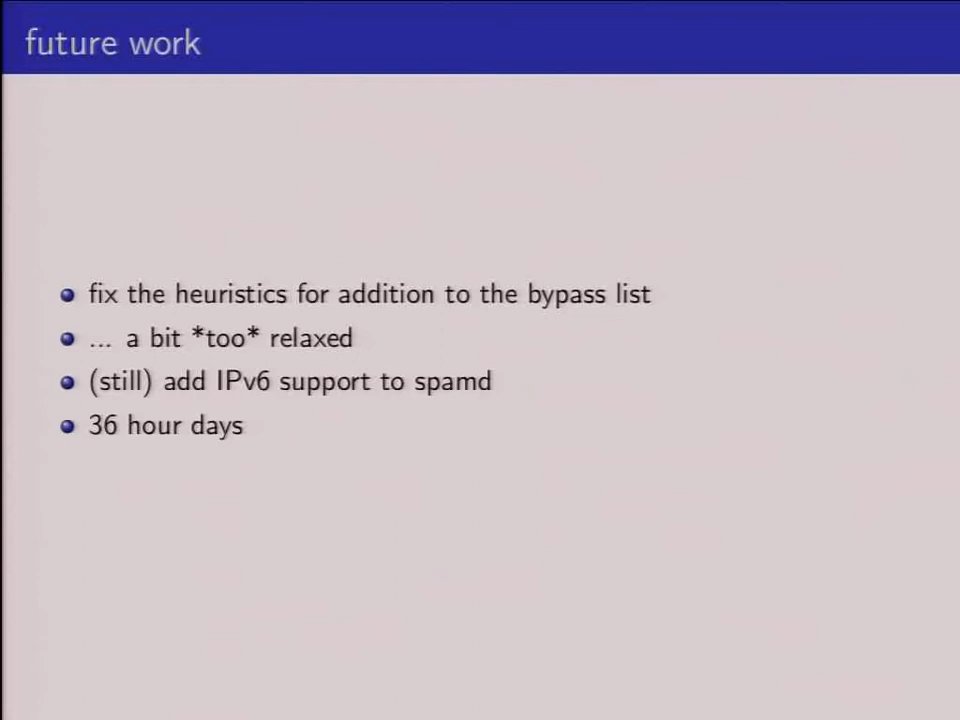 future work
fix the heuristics for addition to the bypass list
... a bit *too* relaxed
(still) add IPv6 support to spamd
36 hour days